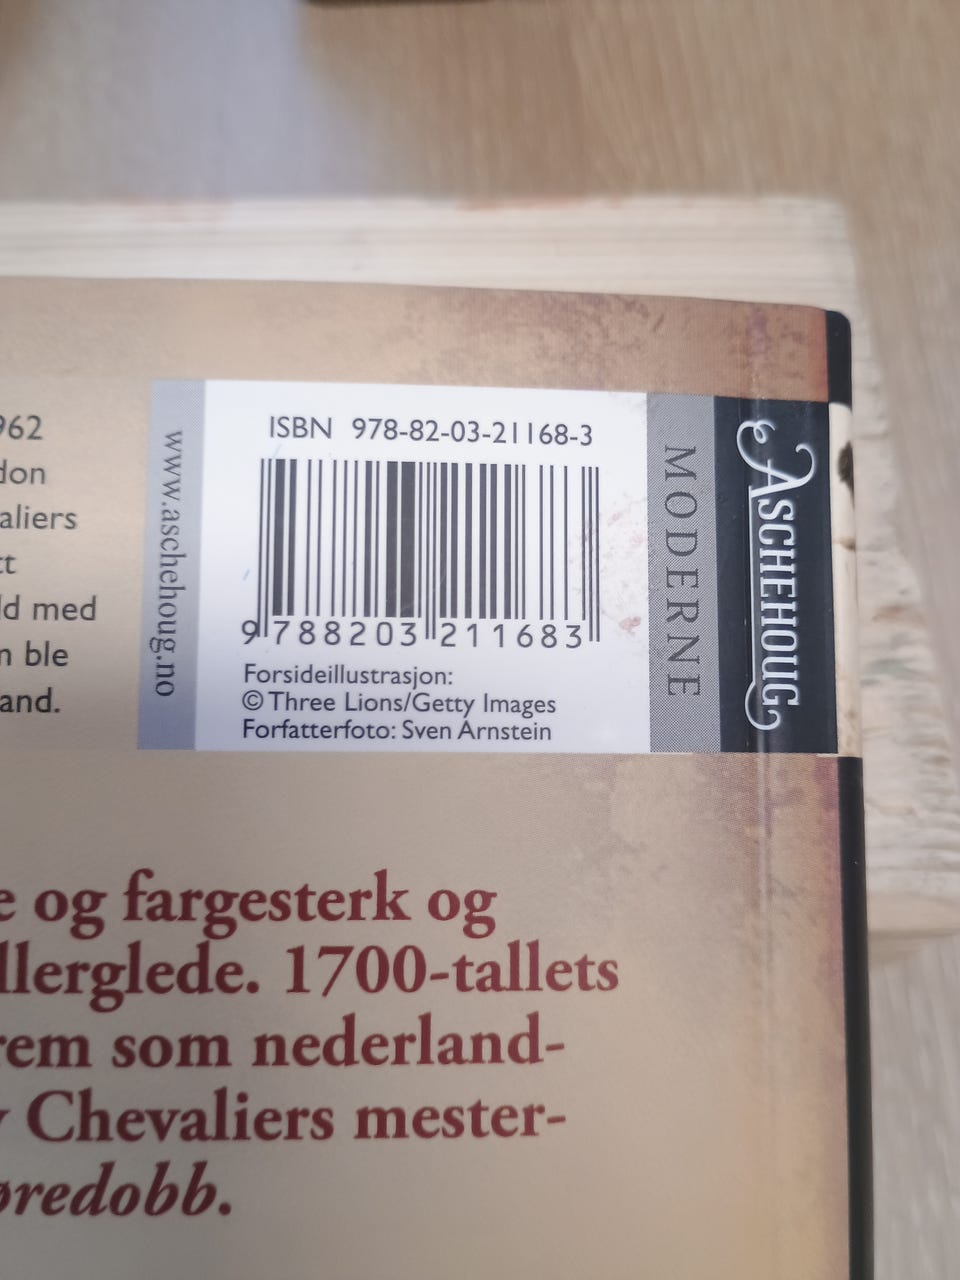 962
don
aliers
tt
ld med
n ble
and.
www.aschehoug.no
ISBN 978-82-03-21168-3
9 788203 211683
Forsideillustrasjon:
© Three Lions/Getty Images
Forfatterfoto: Sven Arnstein
MODERNE
ASCHEHOUG
e og fargesterk og
llerglede. 1700-tallets
rem som nederland-
y Chevaliers mester-
øredobb.